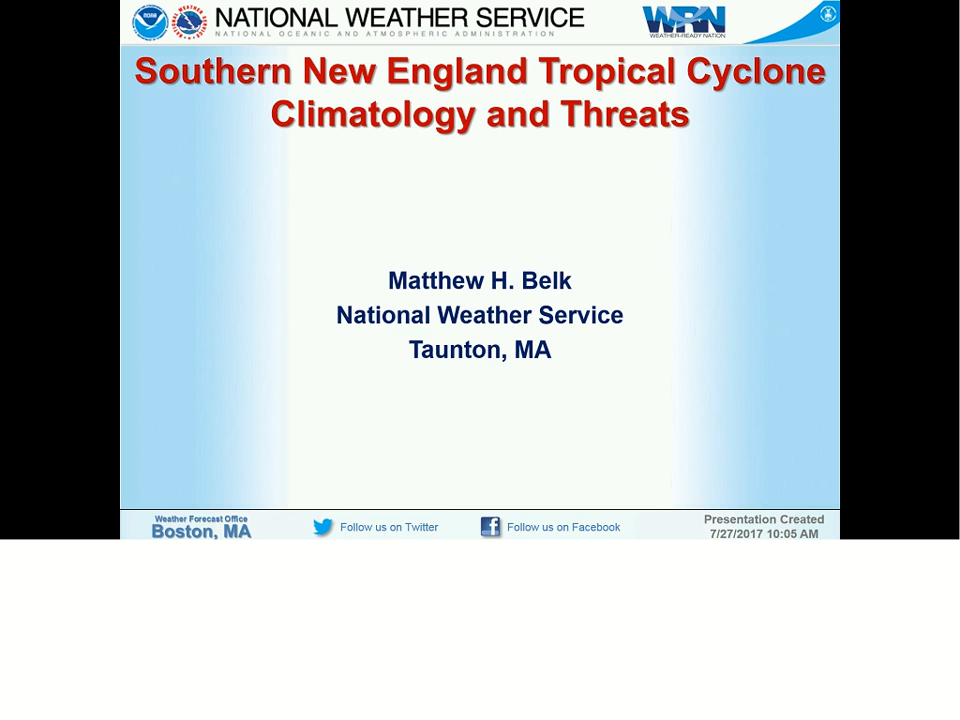 NATIONAL WEATHER SERVICE
NATIONAL OCEANIC AND ATMOSPHERIC ADMINISTRATION
WRN
WEATHER-READY NATION
Southern New England Tropical Cyclone
Climatology and Threats
Matthew H. Belk
National Weather Service
Taunton, MA
Weather Forecast Office
Boston, MA
Follow us on Twitter
Follow us on Facebook
Presentation Created
7/27/2017 10:05 AM